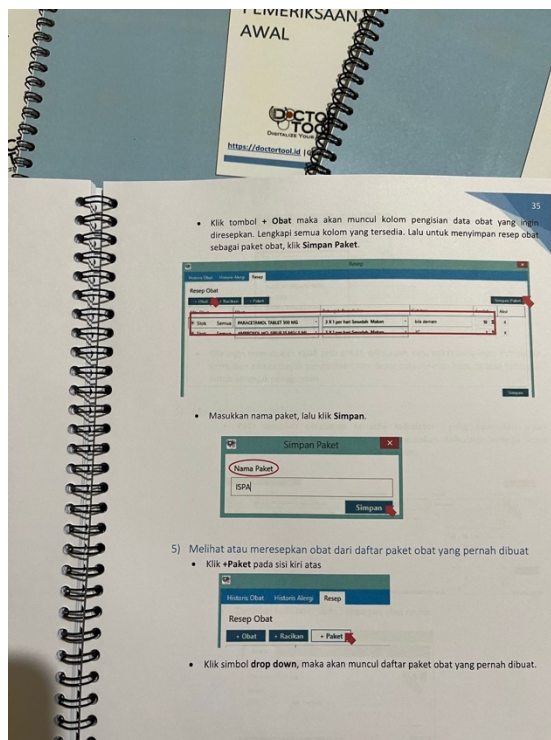 PEMERIKSAAN
AWAL
DOCTO
TOO
DIGITALIZE YOUR
https://doctortool.id |
35
• Klik tombol + Obat maka akan muncul kolom pengisian data obat yang ingin
diresepkan. Lengkapi semua kolom yang tersedia. Lalu untuk menyimpan resep obat
sebagai paket obat, klik Simpan Paket.
Resep
Historis Obat Historis Alergi Resep
Resep Obat
+ Obat + Racikan + Paket Simpan Paket
Stok Semua PARACETAMOL TABLET 500 MG 3 X 1 per hari Sesudah Makan bila demam 10 X
Simpan
• Masukkan nama paket, lalu klik Simpan.
Simpan Paket
Nama Paket
ISPA
Simpan
5) Melihat atau meresepkan obat dari daftar paket obat yang pernah dibuat
• Klik +Paket pada sisi kiri atas
Historis Obat Historis Alergi Resep
Resep Obat
+ Obat + Racikan + Paket
• Klik simbol drop down, maka akan muncul daftar paket obat yang pernah dibuat.